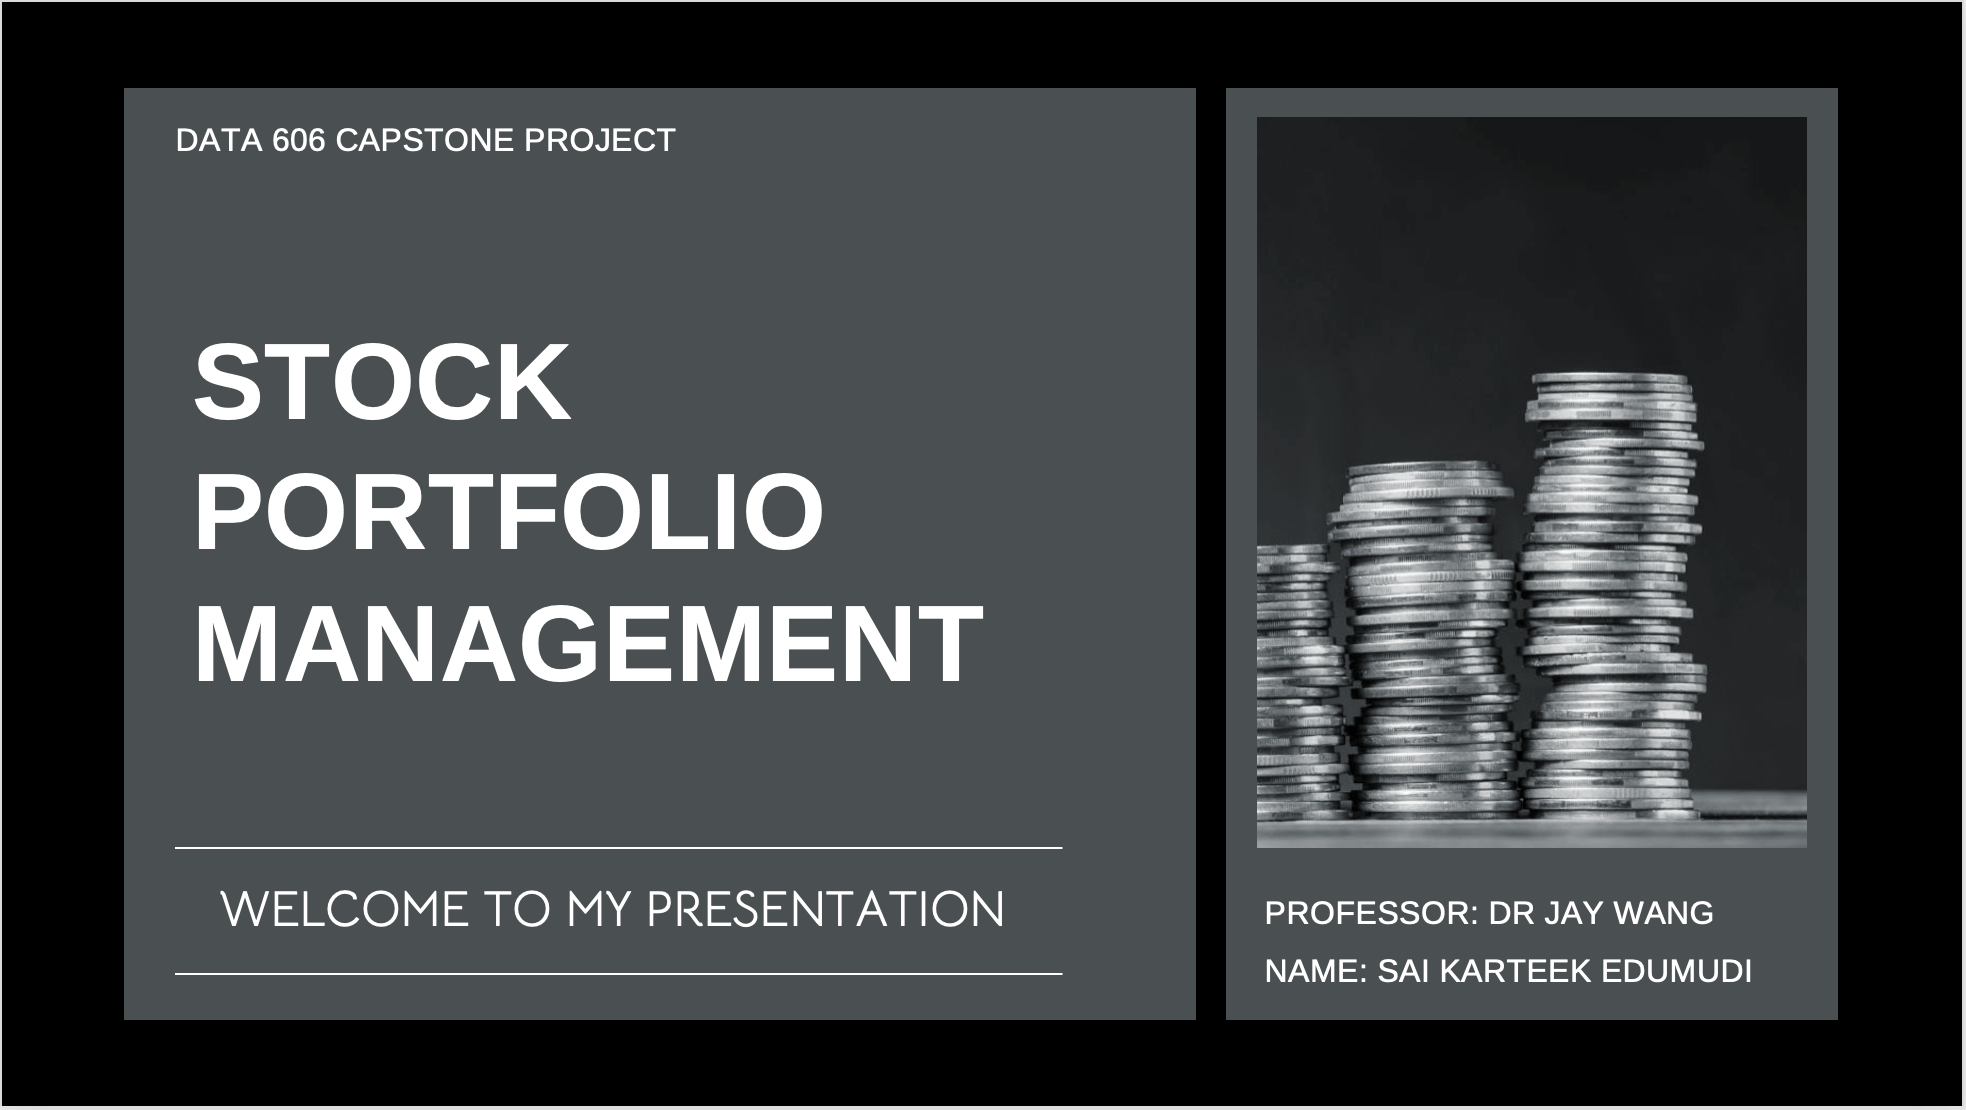 DATA 606 CAPSTONE PROJECT
STOCK
PORTFOLIO
MANAGEMENT
WELCOME TO MY PRESENTATION
PROFESSOR: DR JAY WANG
NAME: SAI KARTEEK EDUMUDI